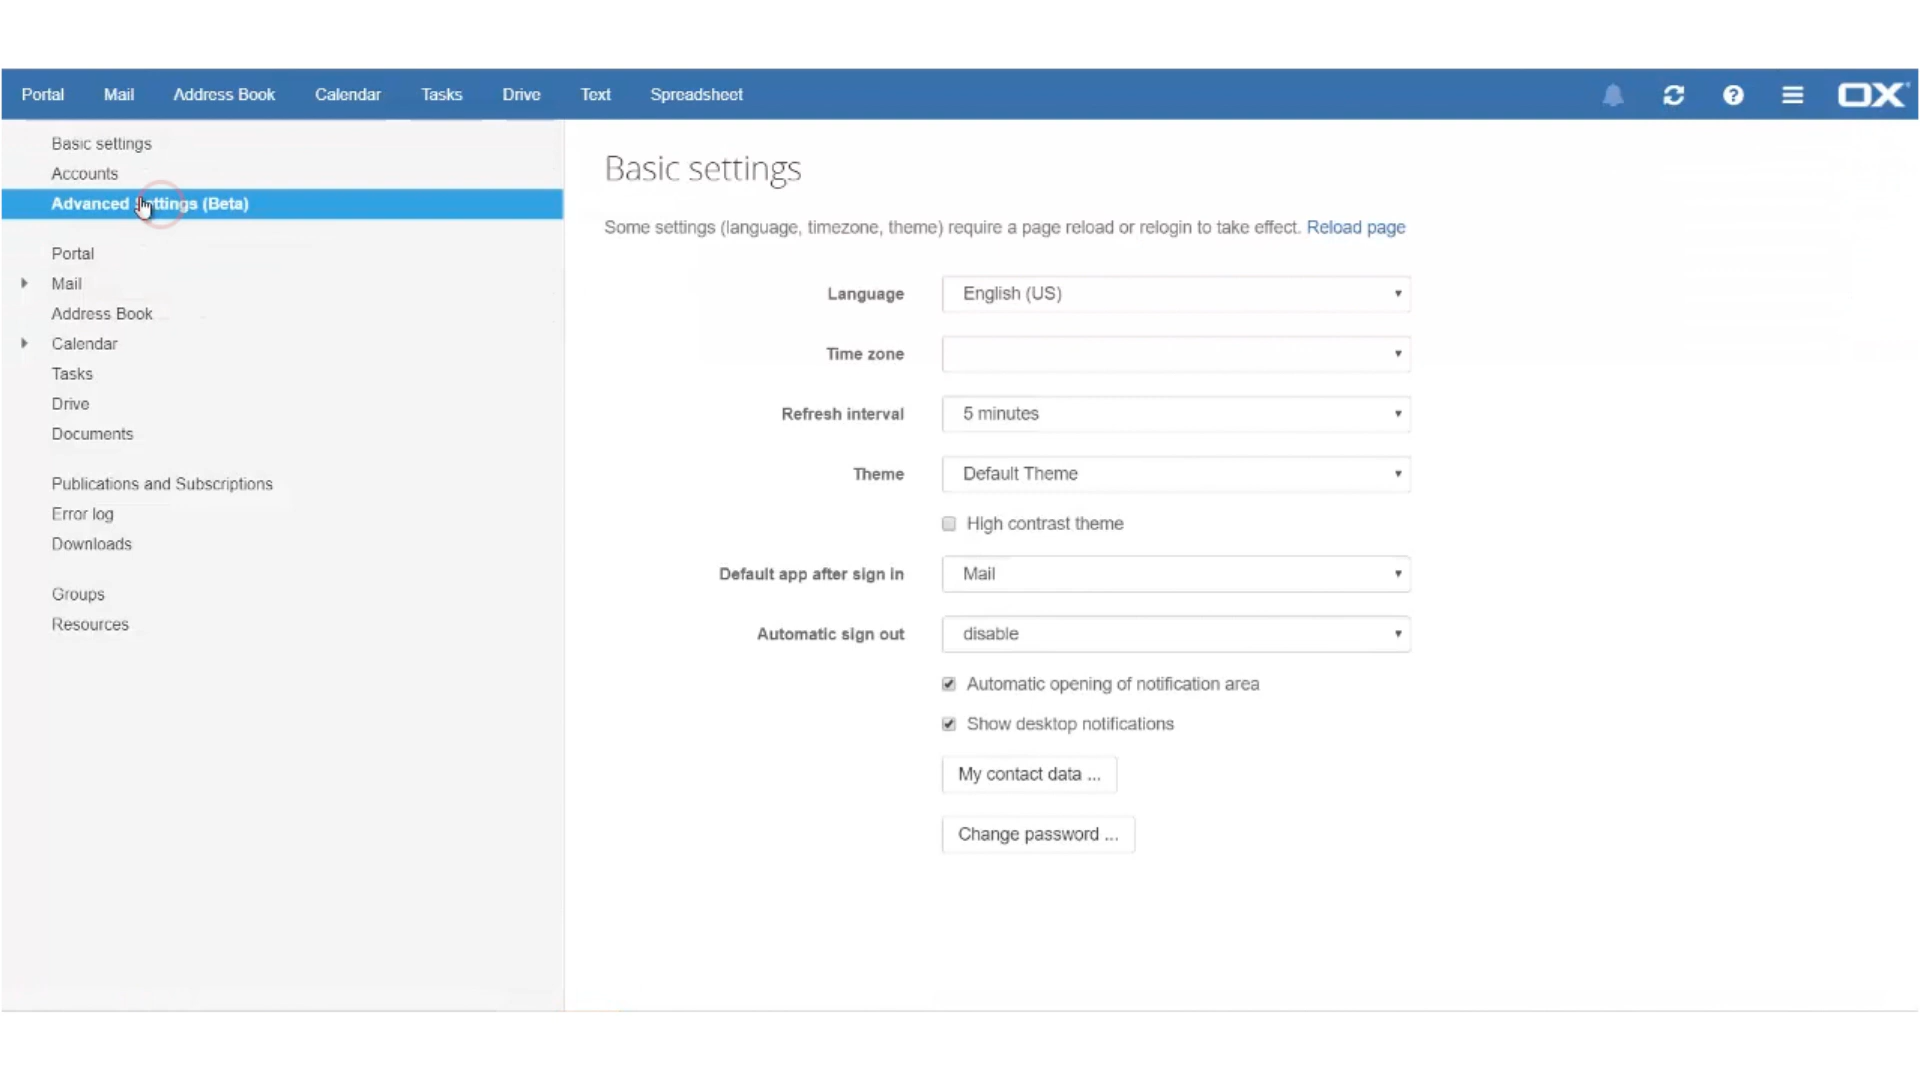 Portal Mail Address Book Calendar Tasks Drive Text Spreadsheet OX
Basic settings
Accounts
Advanced Settings (Beta)
Portal
Mail
Address Book
Calendar
Tasks
Drive
Documents
Publications and Subscriptions
Error log
Downloads
Groups
Resources
Basic settings
Some settings (language, timezone, theme) require a page reload or relogin to take effect. Reload page
Language English (US)
Time zone
Refresh interval 5 minutes
Theme Default Theme
High contrast theme
Default app after sign in Mail
Automatic sign out disable
Automatic opening of notification area
Show desktop notifications
My contact data ...
Change password ...